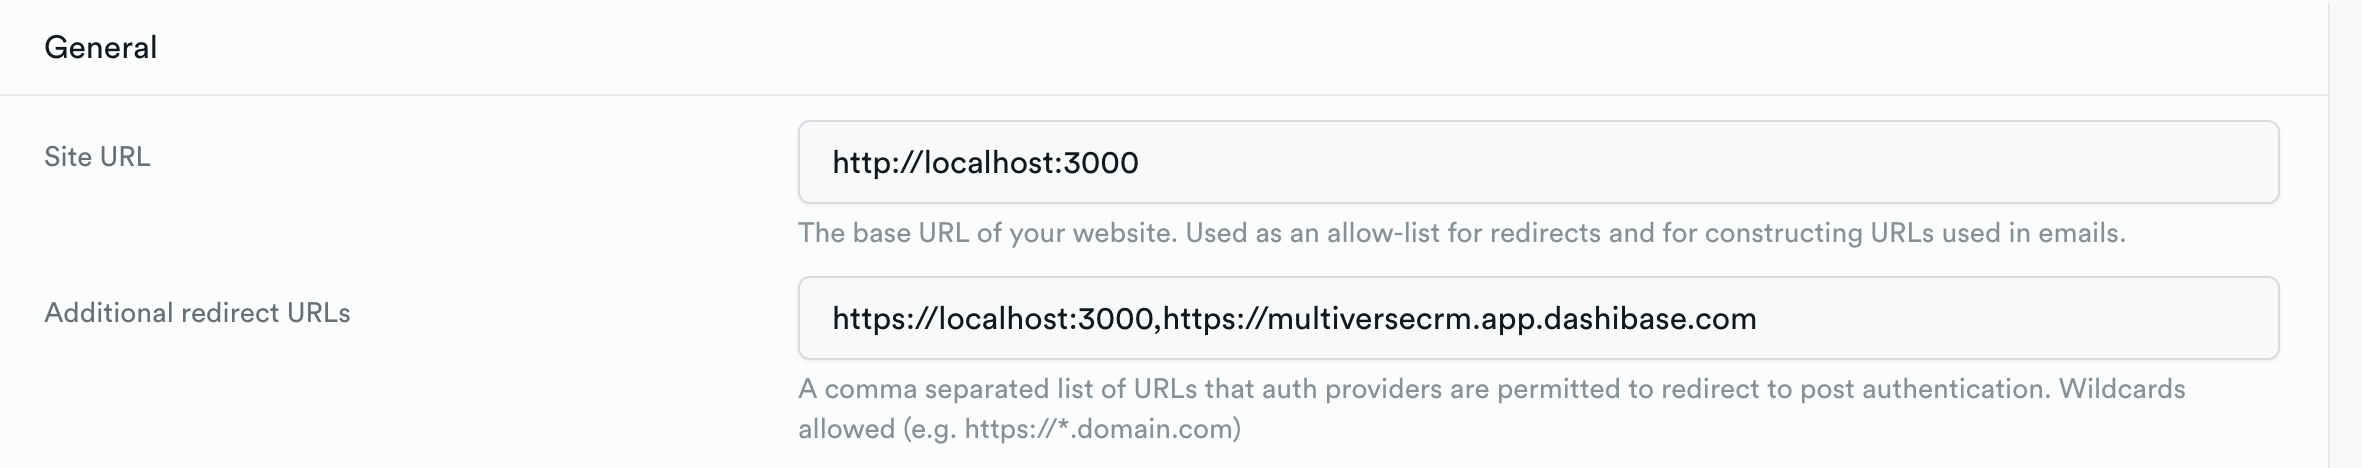 General
Site URL
http://localhost:3000
The base URL of your website. Used as an allow-list for redirects and for constructing URLs used in emails.
Additional redirect URLs
https://localhost:3000,https://multiversecrm.app.dashibase.com
A comma separated list of URLs that auth providers are permitted to redirect to post authentication. Wildcards
allowed (e.g. https://*.domain.com)